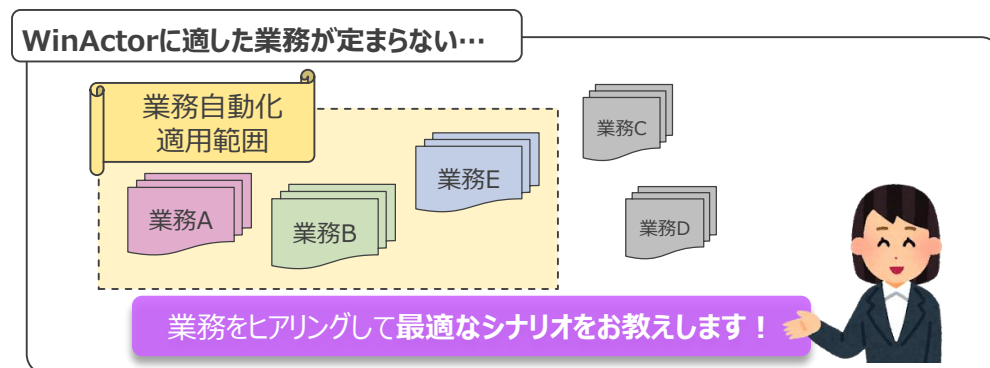 WinActorに適した業務が定まらない…
業務自動化
適用範囲
業務A
業務B
業務E
業務C
業務D
業務をヒアリングして最適なシナリオをお教えします！